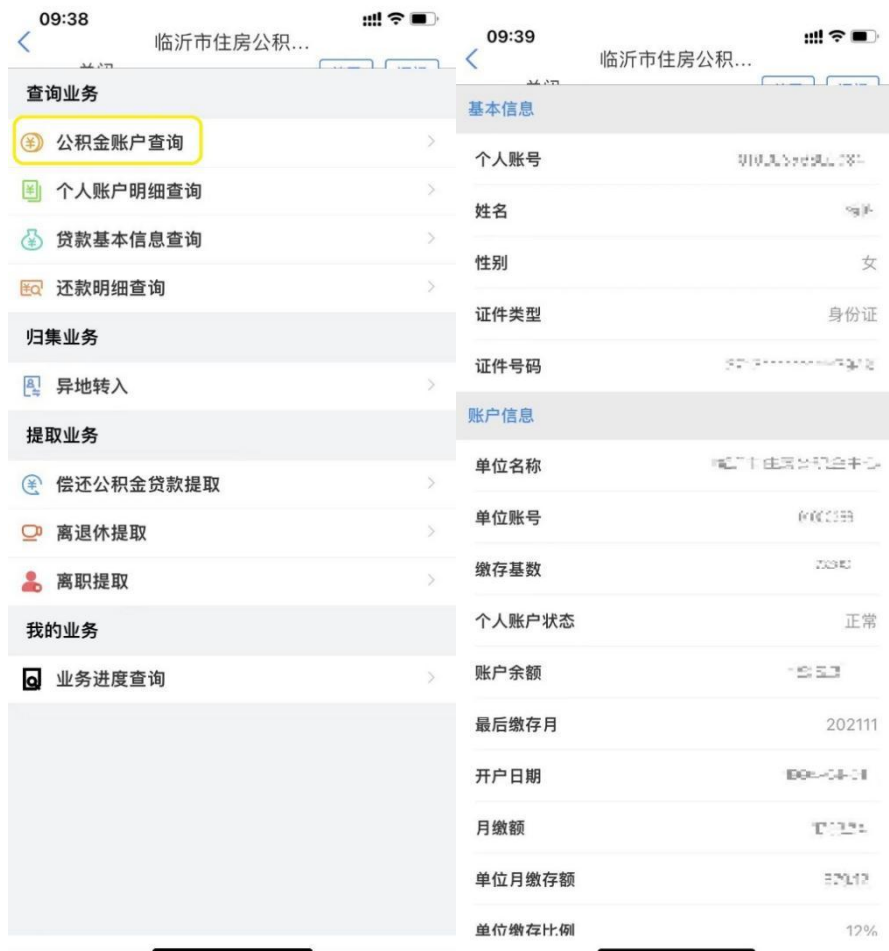 09:38
临沂市住房公积...
查询业务
公积金账户查询
个人账户明细查询
贷款基本信息查询
还款明细查询
归集业务
异地转入
提取业务
偿还公积金贷款提取
离退休提取
离职提取
我的业务
业务进度查询
09:39
临沂市住房公积...
基本信息
个人账号
姓名
性别 女
证件类型 身份证
证件号码
账户信息
单位名称
单位账号
缴存基数
个人账户状态 正常
账户余额
最后缴存月 202111
开户日期
月缴额
单位月缴存额
单位缴存比例 12%